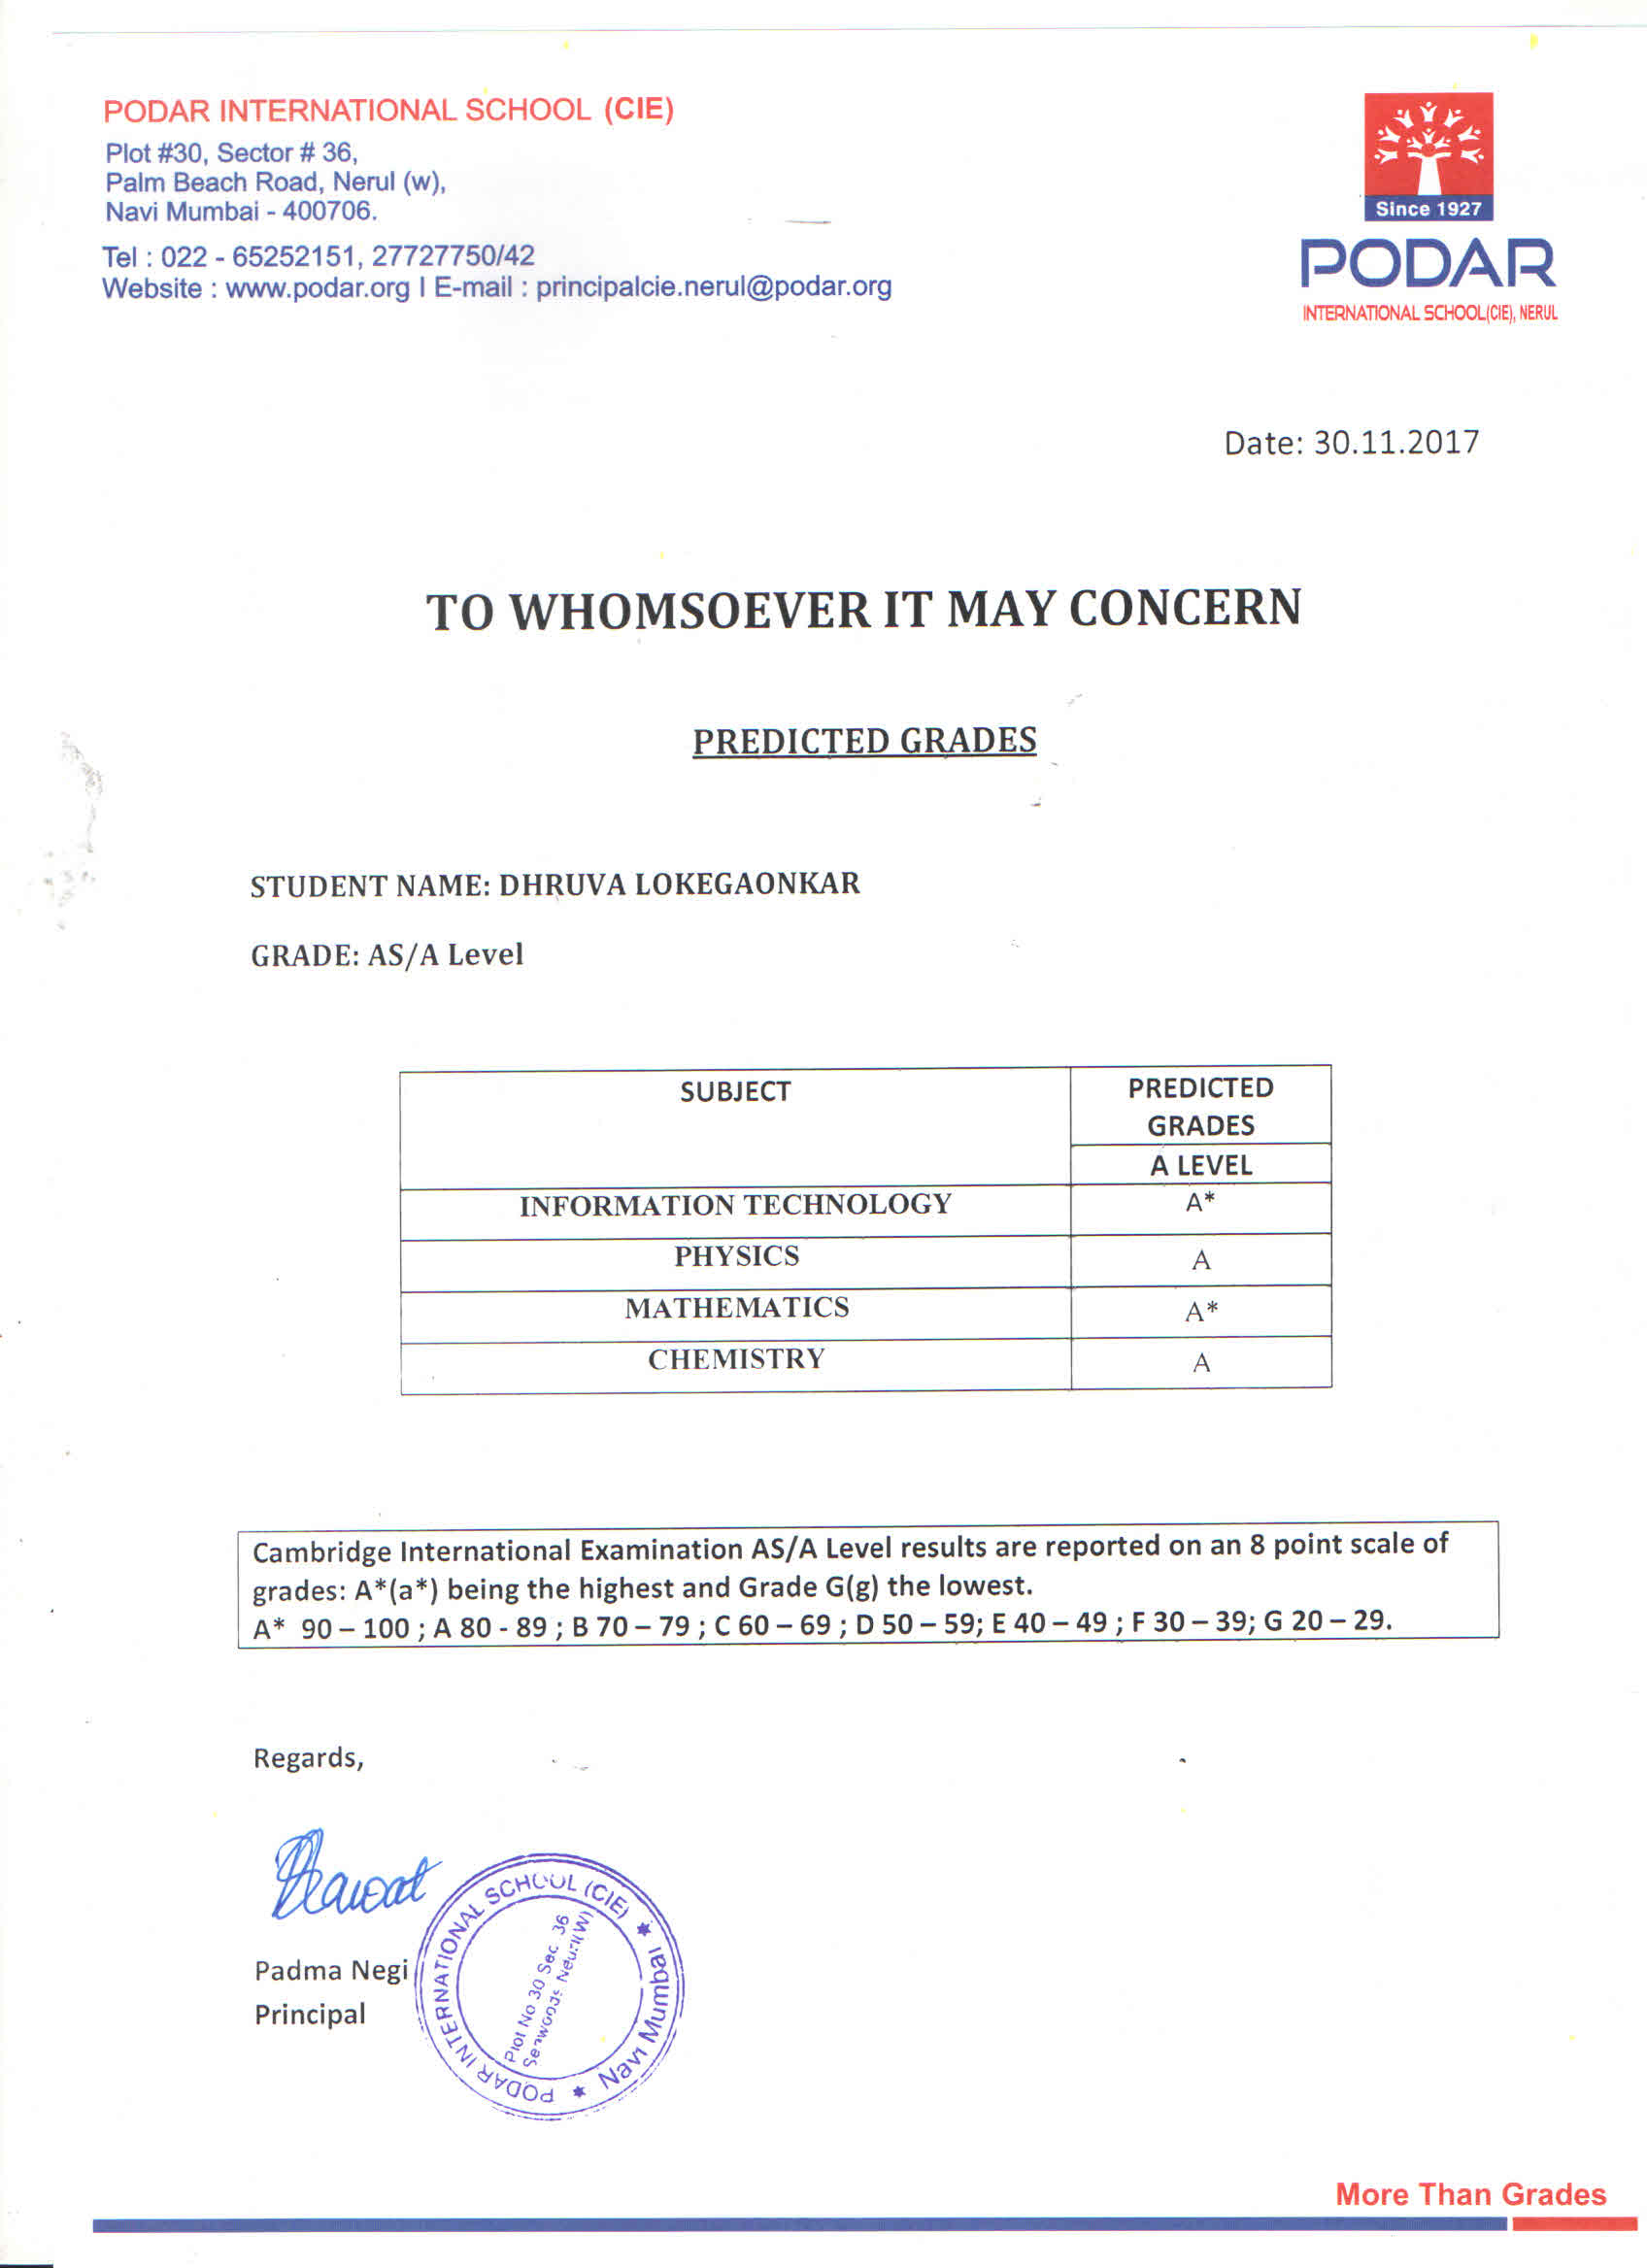 PODAR INTERNATIONAL SCHOOL (CIE)
Plot #30, Sector # 36,
Palm Beach Road, Nerul (w),
Navi Mumbai - 400706.
Tel : 022 - 65252151, 27727750/42
Website : www.podar.org I E-mail : principalcie.nerul@podar.org
Since 1927
PODAR
INTERNATIONAL SCHOOL(CIE), NERUL
Date: 30.11.2017
TO WHOMSOEVER IT MAY CONCERN
PREDICTED GRADES
STUDENT NAME: DHRUVA LOKEGAONKAR
GRADE: AS/A Level
SUBJECT PREDICTED
GRADES
A LEVEL
INFORMATION TECHNOLOGY A*
PHYSICS A
MATHEMATICS A*
CHEMISTRY A
Cambridge International Examination AS/A Level results are reported on an 8 point scale of
grades: A*(a*) being the highest and Grade G(g) the lowest.
A* 90 – 100 ; A 80 - 89 ; B 70 – 79 ; C 60 – 69 ; D 50 – 59; E 40 – 49 ; F 30 – 39; G 20 – 29.
Regards,
Padma Negi
Principal
PODAR INTERNATIONAL SCHOOL (CIE) ★ Navi Mumbai ★
Plot No 30 Sec. 36
More Than Grades